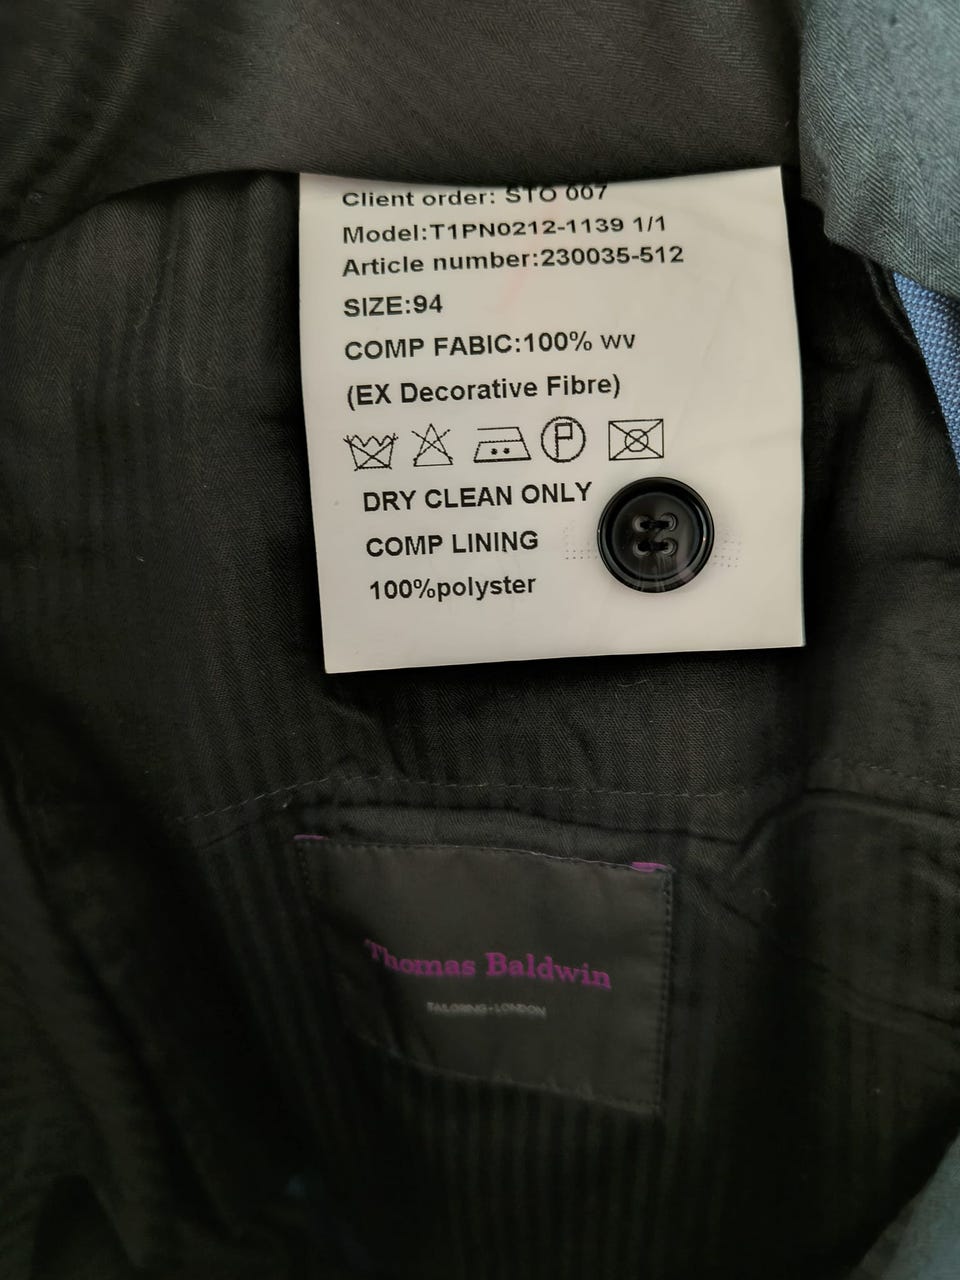 Client order: STO 007
Model:T1PN0212-1139 1/1
Article number:230035-512
SIZE:94
COMP FABIC:100% wv
(EX Decorative Fibre)
P
DRY CLEAN ONLY
COMP LINING
100%polyster
Thomas Baldwin
TAILORING-LONDON